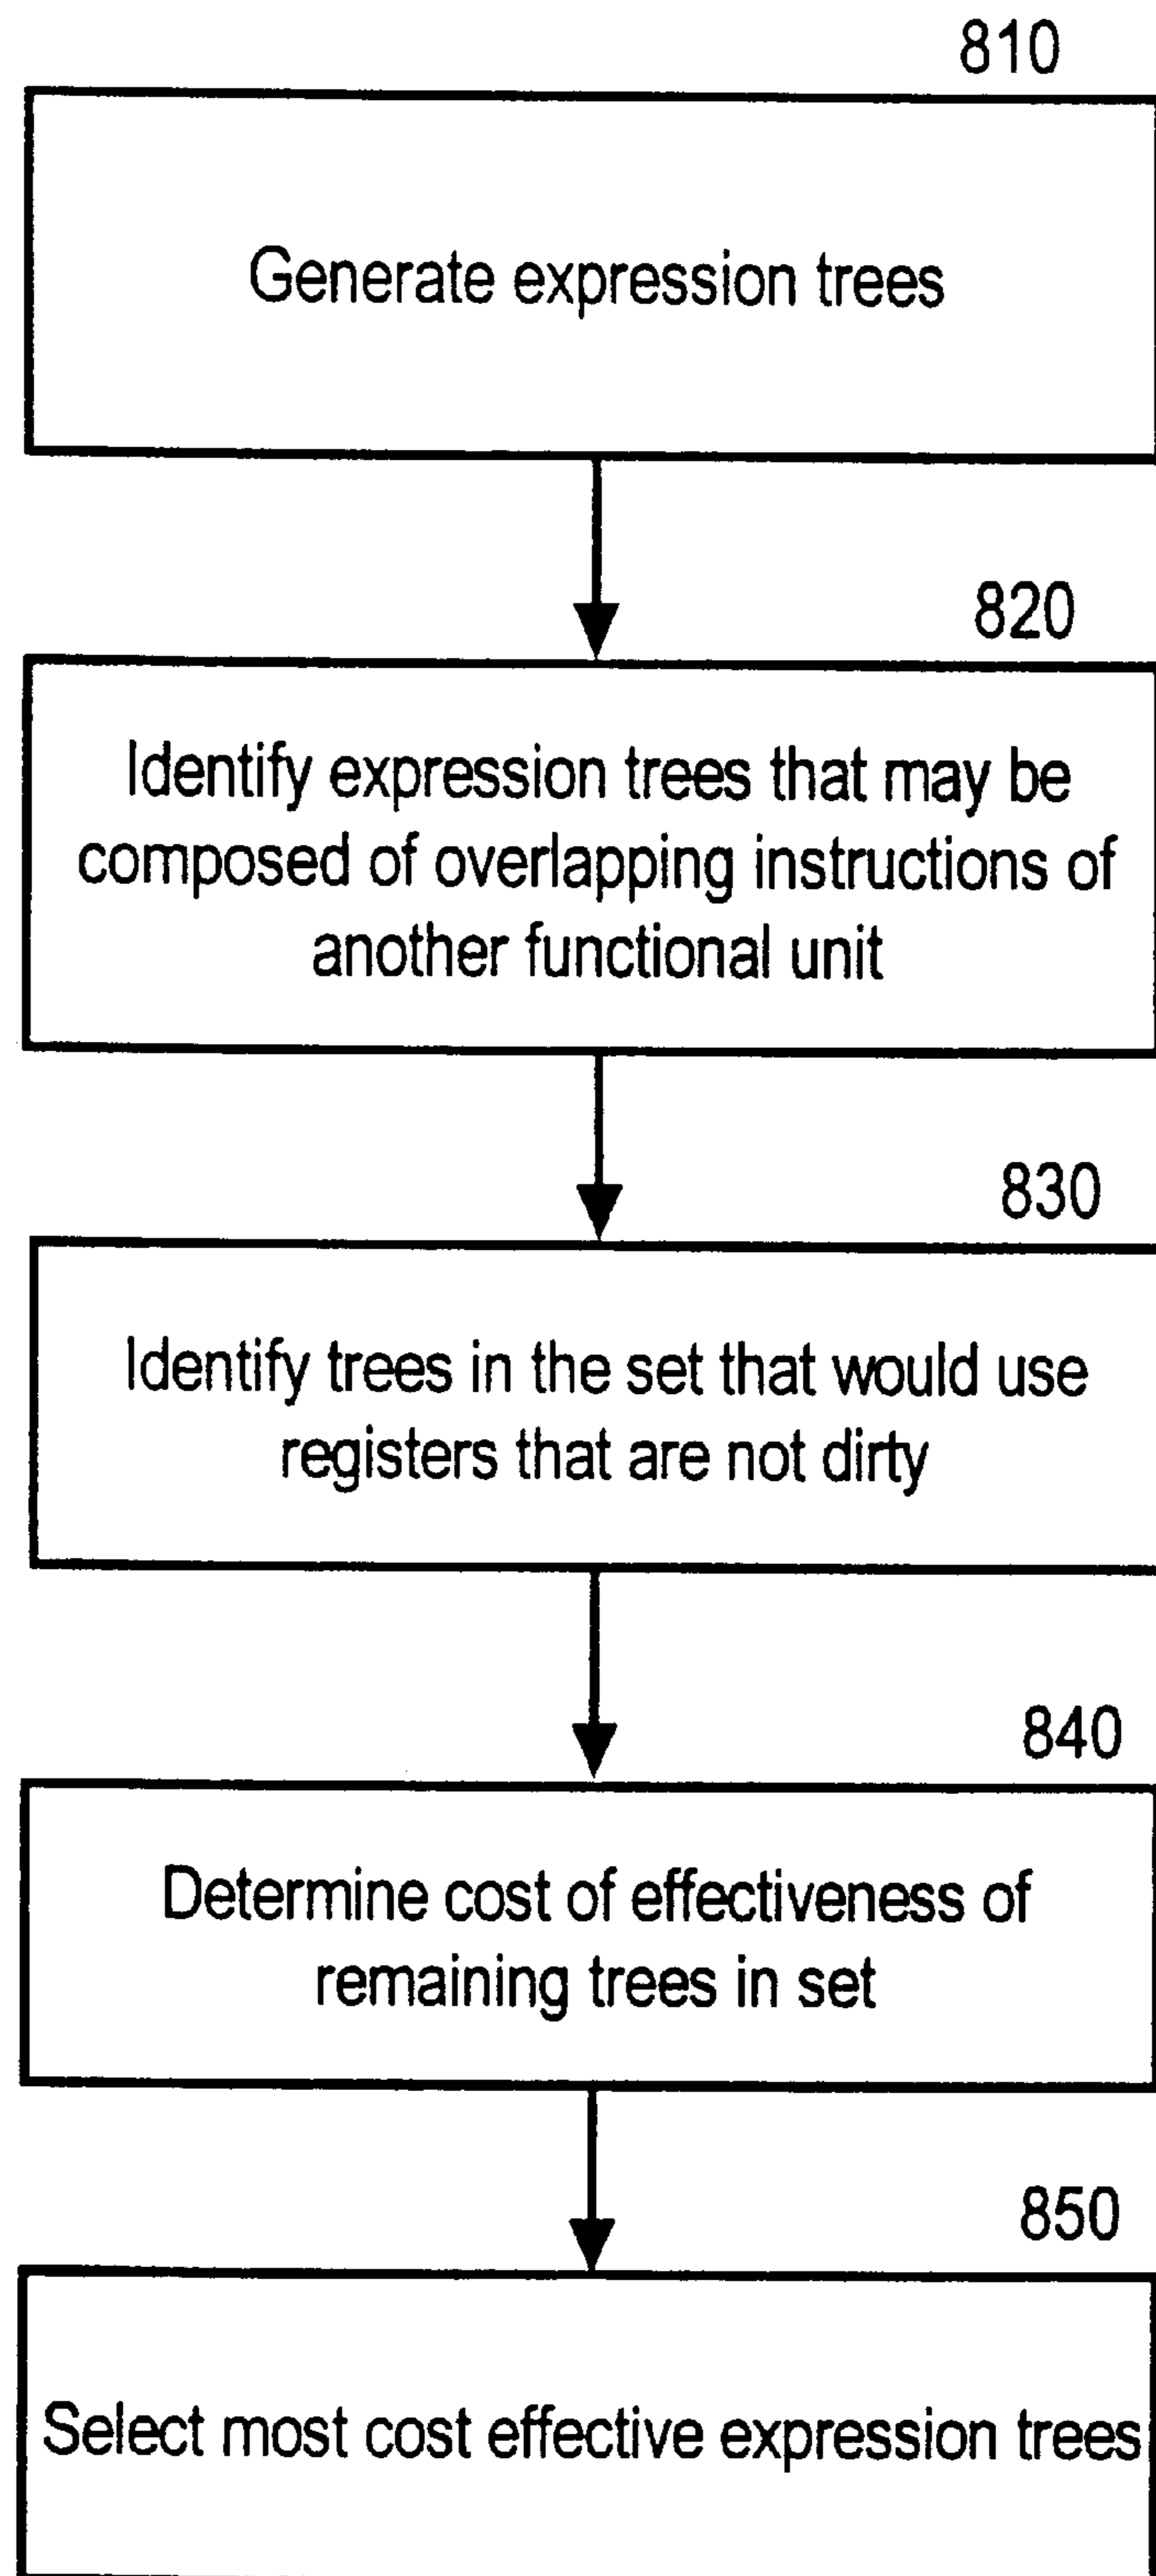 810
Generate expression trees
820
Identify expression trees that may be
composed of overlapping instructions of
another functional unit
830
Identify trees in the set that would use
registers that are not dirty
840
Determine cost of effectiveness of
remaining trees in set
850
Select most cost effective expression trees